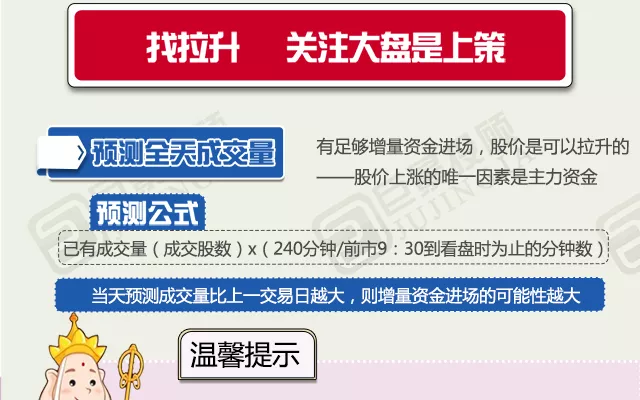 找拉升 关注大盘是上策
预测全天成交量
有足够增量资金进场，股价是可以拉升的
——股价上涨的唯一因素是主力资金
预测公式
已有成交量（成交股数）x（240分钟/前市9：30到看盘时为止的分钟数）
当天预测成交量比上一交易日越大，则增量资金进场的可能性越大
温馨提示